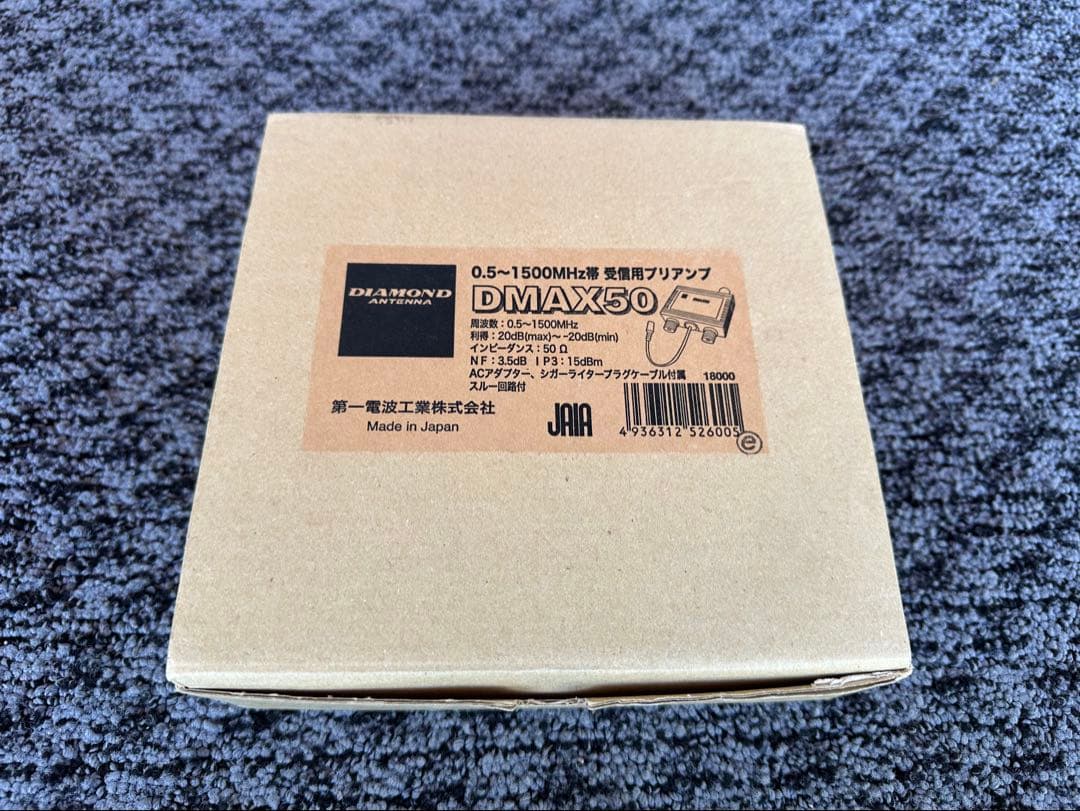 DIAMOND
ANTENNA
0.5～1500MHz帯 受信用プリアンプ
DMAX50
周波数：0.5～1500MHz
利得：20dB(max)～-20dB(min)
インピーダンス：50 Ω
NF：3.5dB IP3：15dBm
ACアダプター、シガーライタープラグケーブル付属 18000
スルー回路付
第一電波工業株式会社
Made in Japan
JAIA
4 936312 526005
e